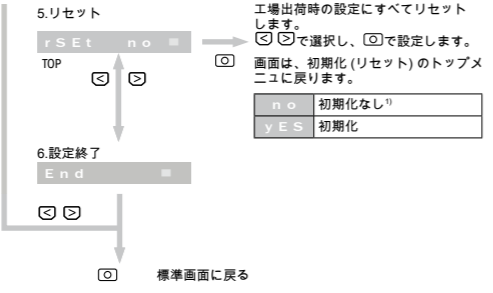 5.リセット
rSEt no
TOP
工場出荷時の設定にすべてリセット
します。
< >で選択し、Oで設定します。
画面は、初期化 (リセット) のトップメ
ニュに戻ります。
no 初期化なし1)
yES 初期化
6.設定終了
End
標準画面に戻る